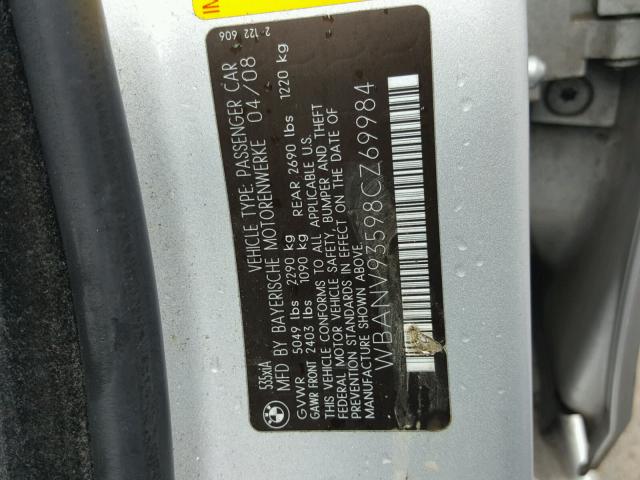 IN
2 122 606
535xiA
VEHICLE TYPE: PASSENGER CAR
MFD BY BAYERISCHE MOTORENWERKE 04/08
GVWR 5049 lbs 2290 kg
GAWR FRONT 2403 lbs 1090 kg REAR 2690 lbs 1220 kg
THIS VEHICLE CONFORMS TO ALL APPLICABLE U.S.
FEDERAL MOTOR VEHICLE SAFETY, BUMPER AND THEFT
PREVENTION STANDARDS IN EFFECT ON THE DATE OF
MANUFACTURE SHOWN ABOVE.
WBANV93598CZ69984